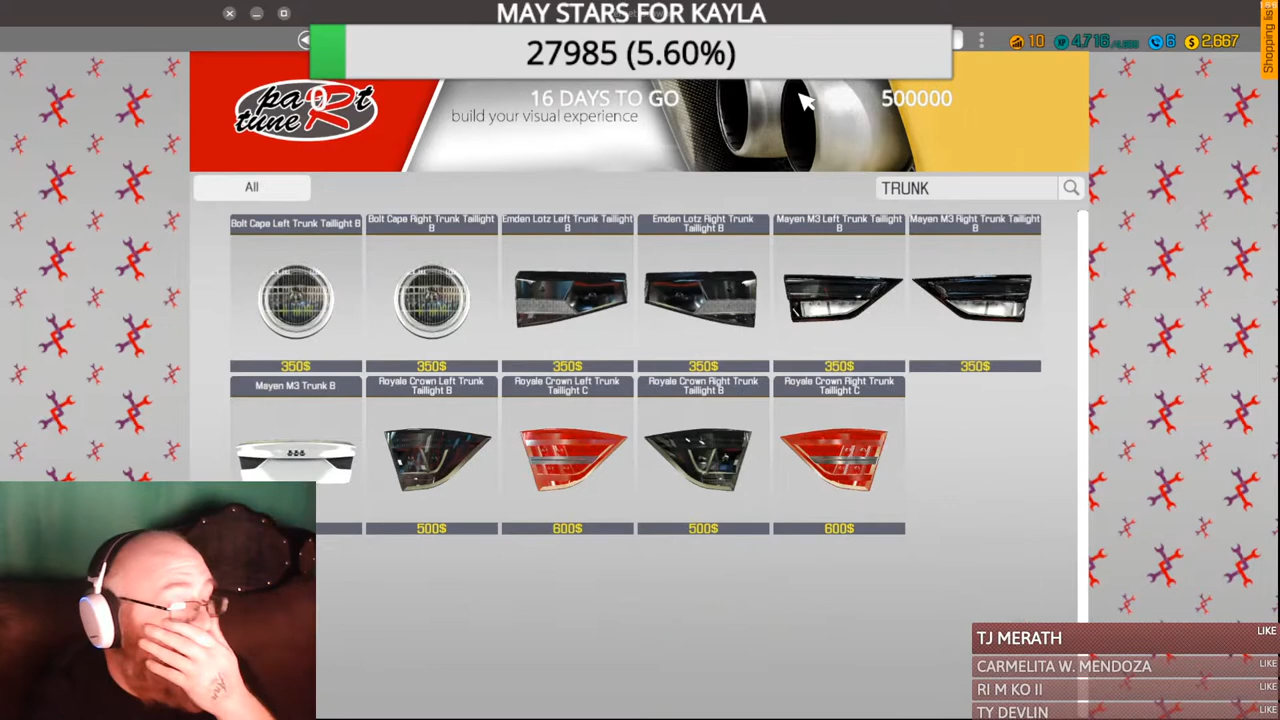 MAY STARS FOR KAYLA
27985 (5.60%)
0
16 DAYS TO GO
500000
10
6
2,667
Shopping list
paRt
tune
build your visual experience
All
TRUNK
Bolt Cape Left Trunk Taillight B
Bolt Cape Right Trunk Taillight
B
Emden Lotz Left Trunk Taillight
B
Emden Lotz Right Trunk
Taillight B
Mayen M3 Left Trunk Taillight
B
Mayen M3 Right Trunk Taillight
B
350$
350$
350$
350$
350$
350$
Mayen M3 Trunk B
Royale Crown Left Trunk
Taillight B
Royale Crown Left Trunk
Taillight C
Royale Crown Right Trunk
Taillight B
Royale Crown Right Trunk
Taillight C
500$
600$
500$
600$
TJ MERATH LIKE
CARMELITA W. MENDOZA LIKE
RI M KO II LIKE
TY DEVLIN LIKE